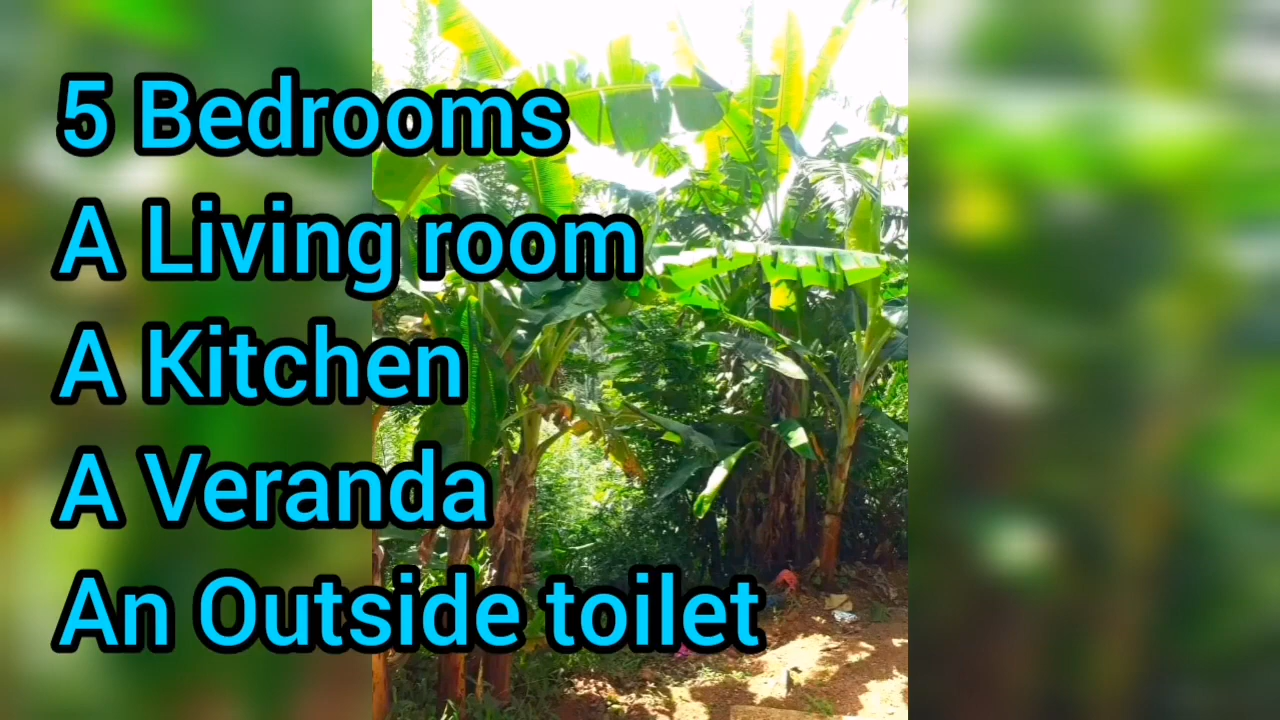 5 Bedrooms
A Living room
A Kitchen
A Veranda
An Outside toilet